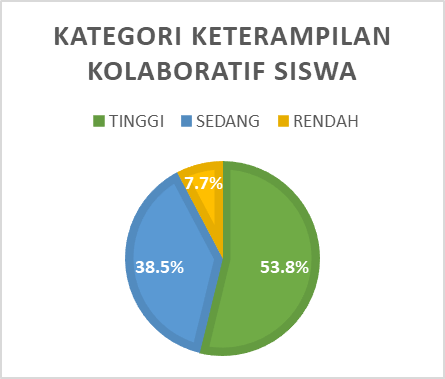 KATEGORI KETERAMPILAN
KOLABORATIF SISWA
TINGGI SEDANG RENDAH
7.7%
38.5%
53.8%